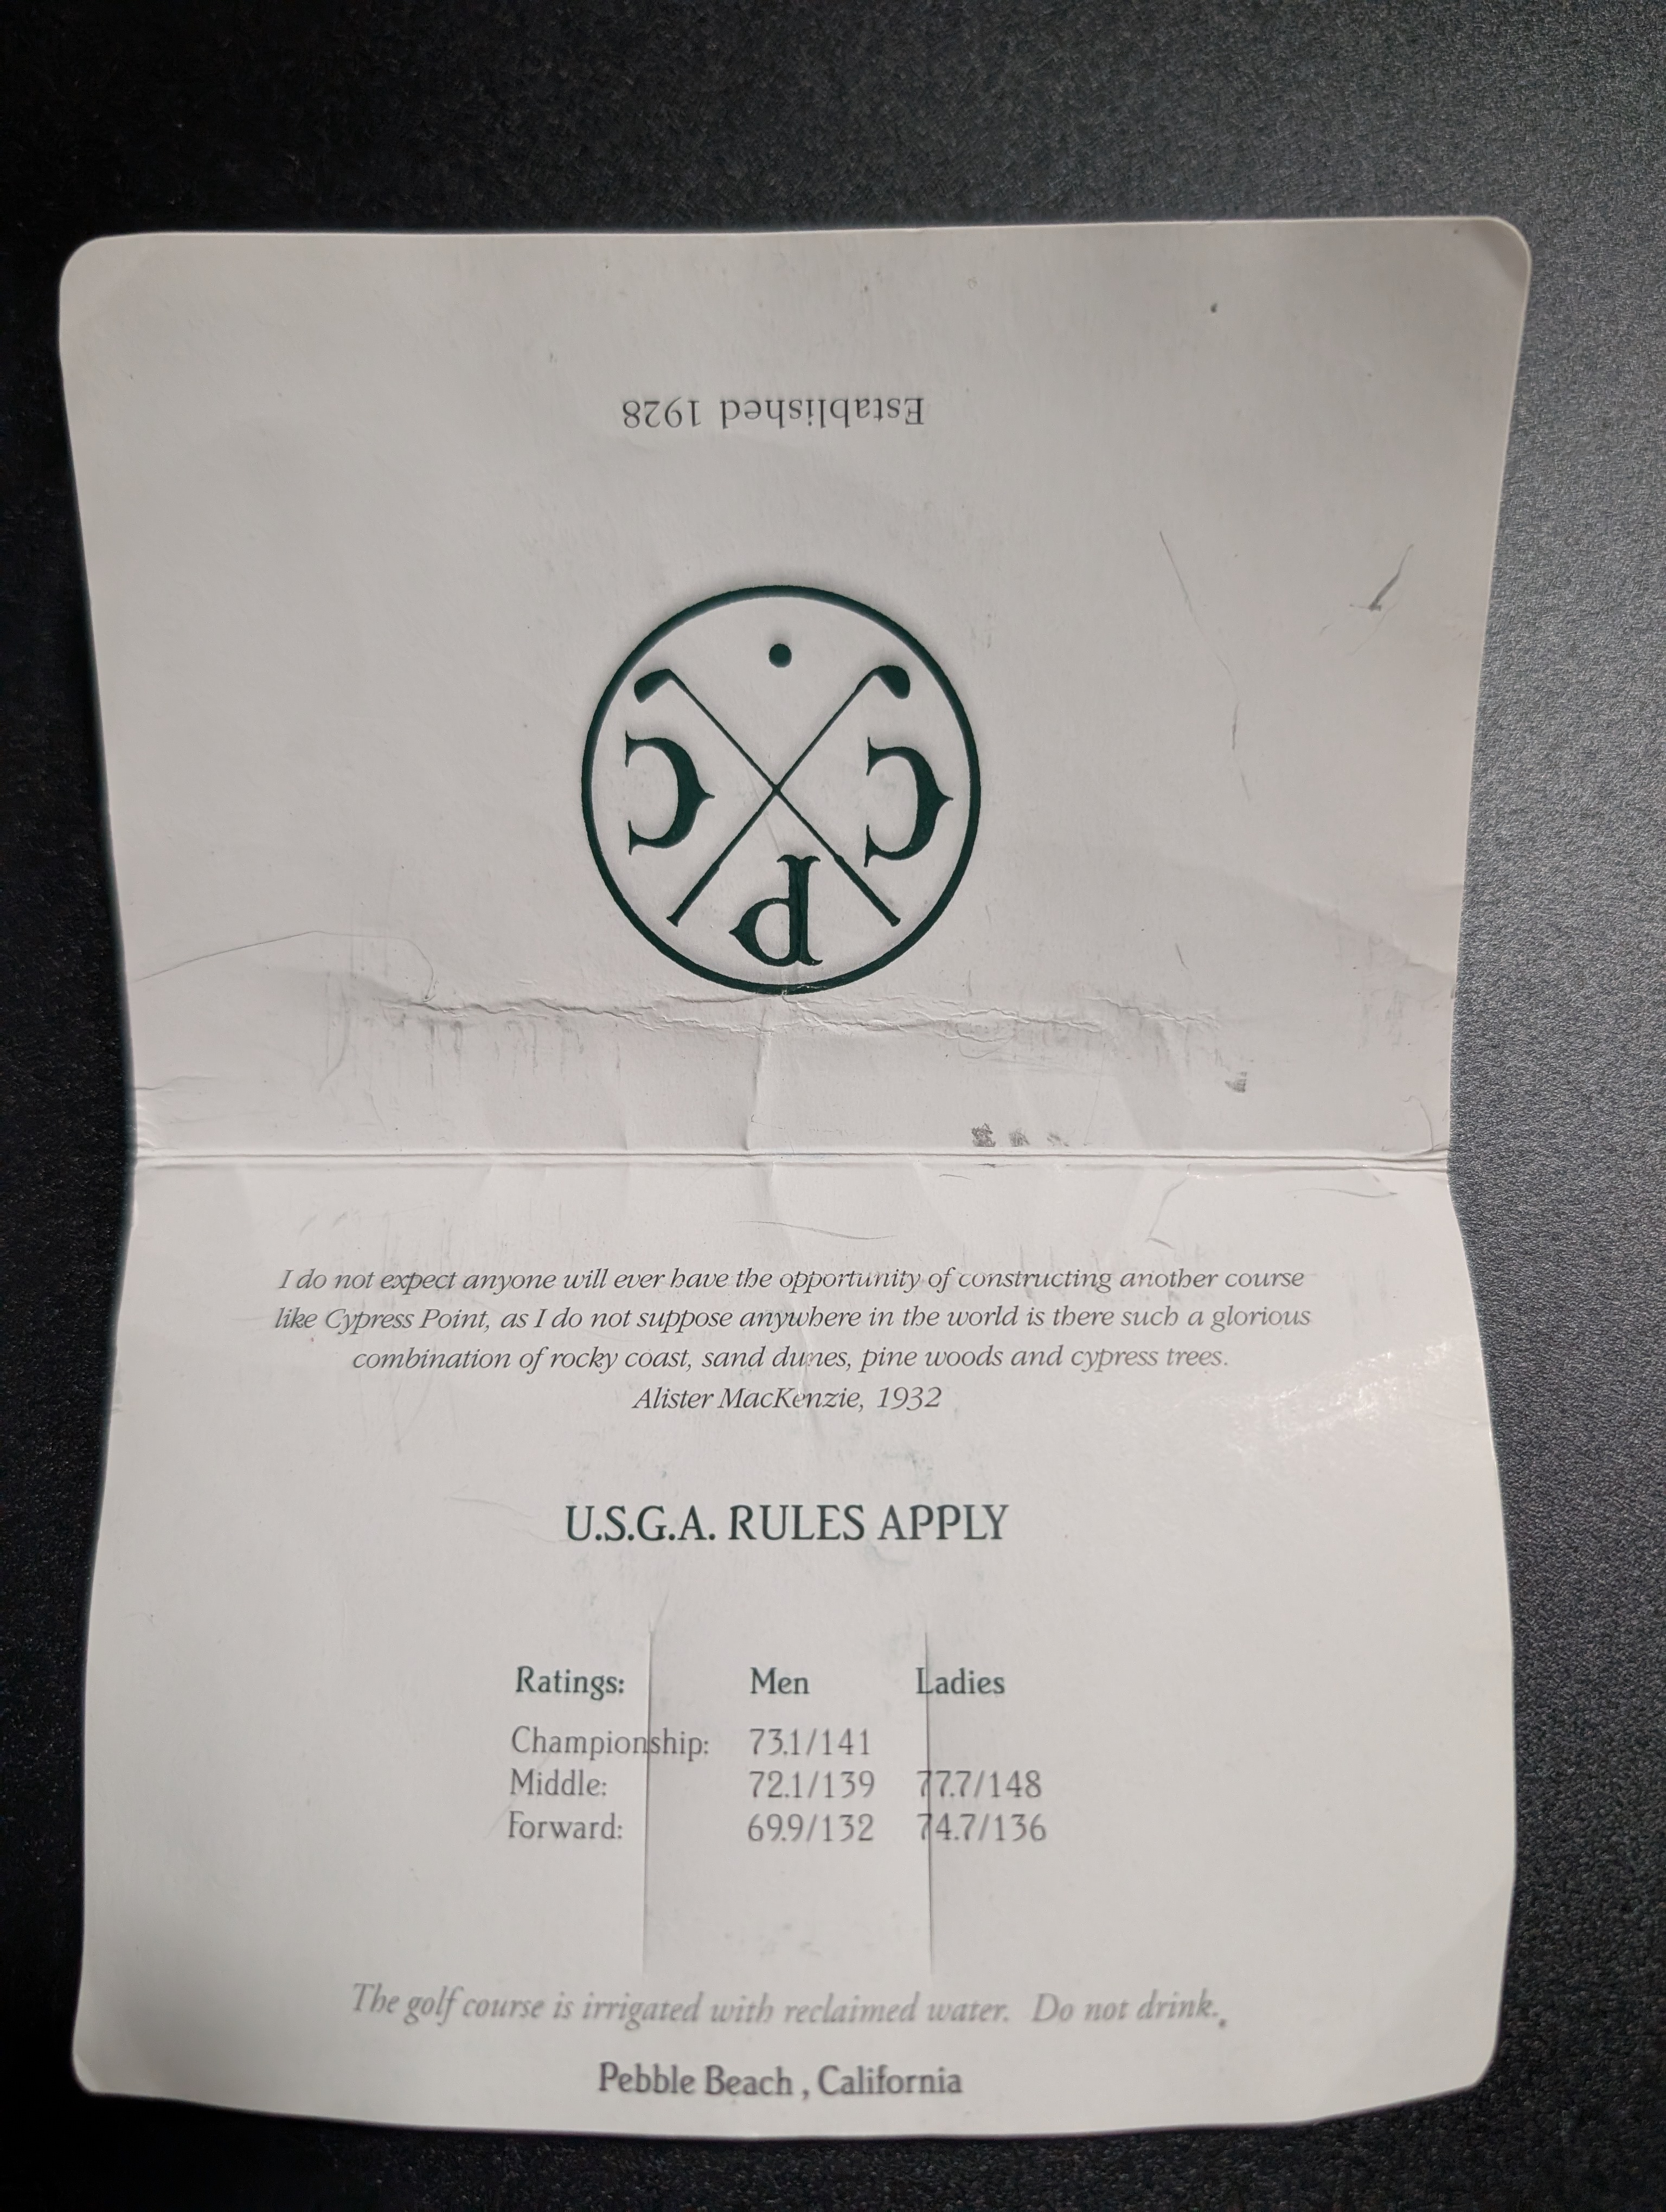 Established 1928
C P C
I do not expect anyone will ever have the opportunity of constructing another course
like Cypress Point, as I do not suppose anywhere in the world is there such a glorious
combination of rocky coast, sand dunes, pine woods and cypress trees.
Alister MacKenzie, 1932
U.S.G.A. RULES APPLY
Ratings: Men Ladies
Championship: 73.1/141
Middle: 72.1/139 77.7/148
Forward: 69.9/132 74.7/136
The golf course is irrigated with reclaimed water. Do not drink.
Pebble Beach , California